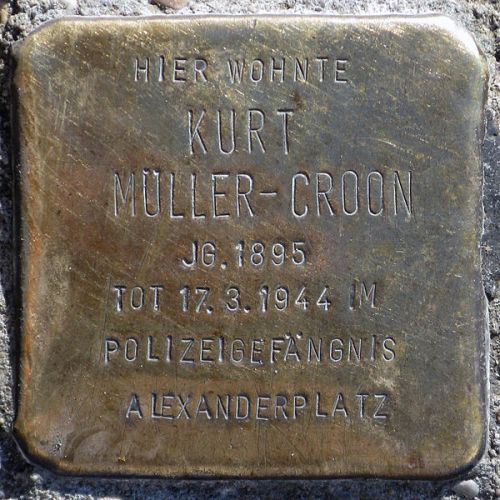 HIER WOHNTE
KURT
MÜLLER-CROON
JG. 1895
TOT 17. 3. 1944 IM
POLIZEIGEFÄNGNIS
ALEXANDERPLATZ